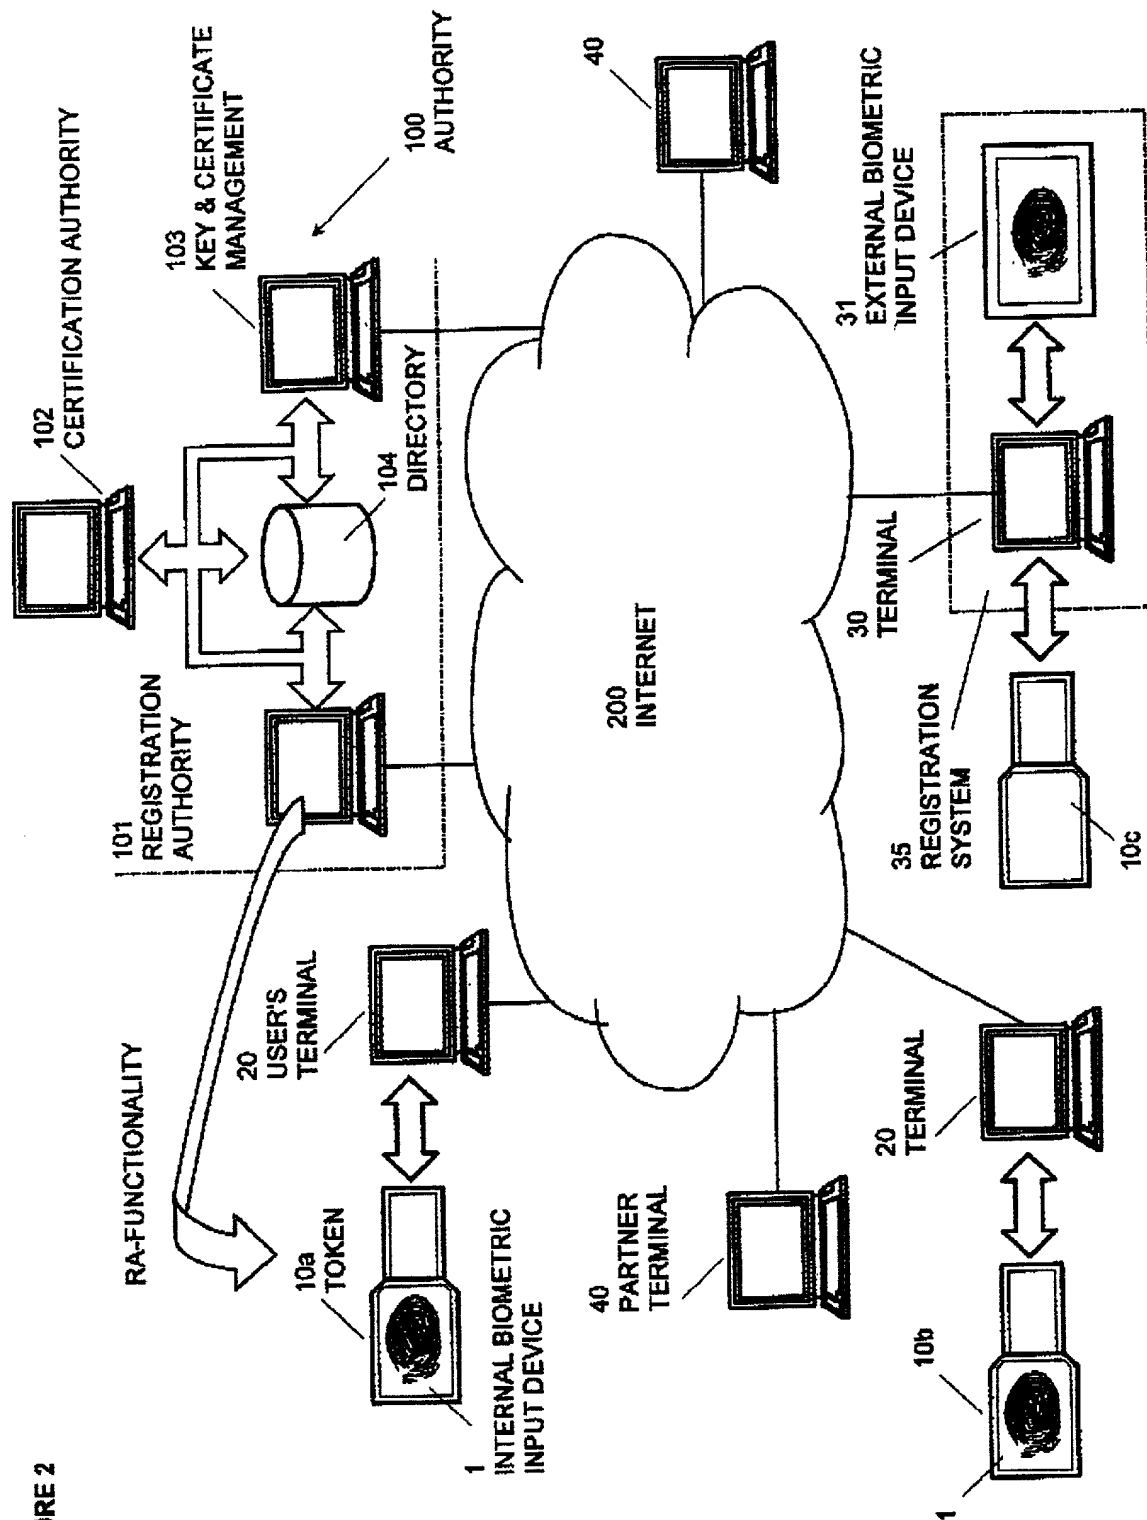 RE 2
RA-FUNCTIONALITY
101
REGISTRATION
AUTHORITY
102
CERTIFICATION AUTHORITY
103
KEY & CERTIFICATE
MANAGEMENT
100
AUTHORITY
104
DIRECTORY
20
USER'S
TERMINAL
10a
TOKEN
1
INTERNAL BIOMETRIC
INPUT DEVICE
200
INTERNET
40
40
PARTNER
TERMINAL
31
EXTERNAL BIOMETRIC
INPUT DEVICE
30
TERMINAL
35
REGISTRATION
SYSTEM
10c
20
TERMINAL
10b
1